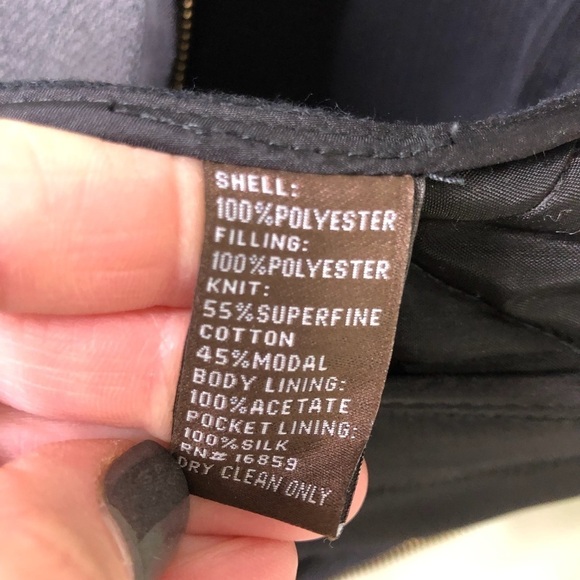 SHELL:
100%POLYESTER
FILLING:
100%POLYESTER
KNIT:
55%SUPERFINE
COTTON
45%MODAL
BODY LINING:
100%ACETATE
POCKET LINING:
100%SILK
RN# 16859
DRY CLEAN ONLY